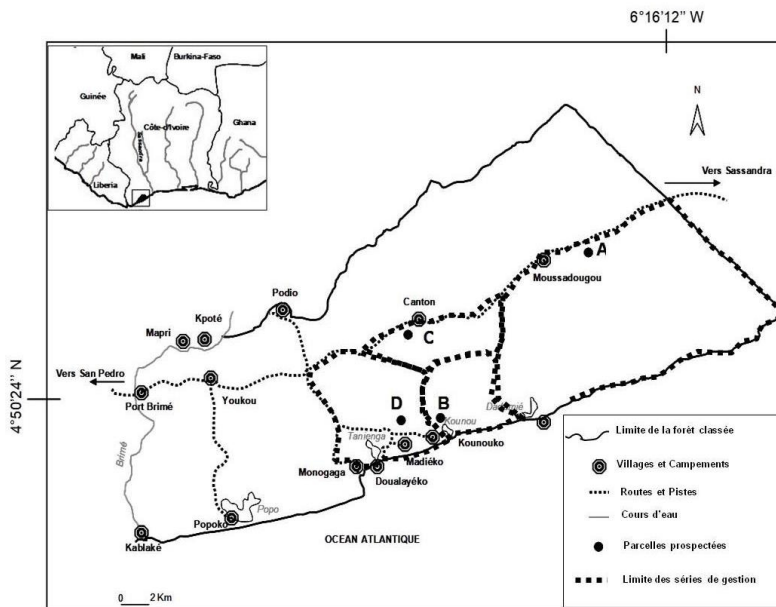 6°16'12'' W
Mali
Burkina-Faso
Guinée
Côte-d'Ivoire
Ghana
Sassandra
Liberia
N
Vers Sassandra
A
Moussadougou
Podio
Canton
Kpoté
Mapri
C
Vers San Pedro
4°50'24'' N
Port Brimé
Youkou
D
B
Kounou
Tanienga
Brimé
Madiéko
Kounouko
Monogaga
Doualayéko
Popo
Popoko
Kablaké
OCEAN ATLANTIQUE
0
2 Km
Limite de la forêt classée
Villages et Campements
Routes et Pistes
Cours d'eau
Parcelles prospectées
Limite des séries de gestion